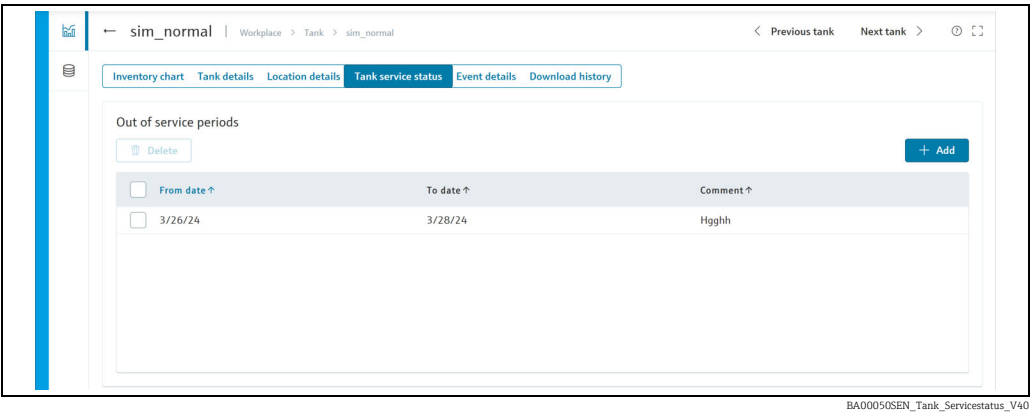 ← sim_normal | Workplace > Tank > sim_normal < Previous tank Next tank >
Inventory chart Tank details Location details Tank service status Event details Download history
Out of service periods
Delete + Add
From date ↑ To date ↑ Comment ↑
3/26/24 3/28/24 Hgghh
BA00050SEN_Tank_Servicestatus_V40